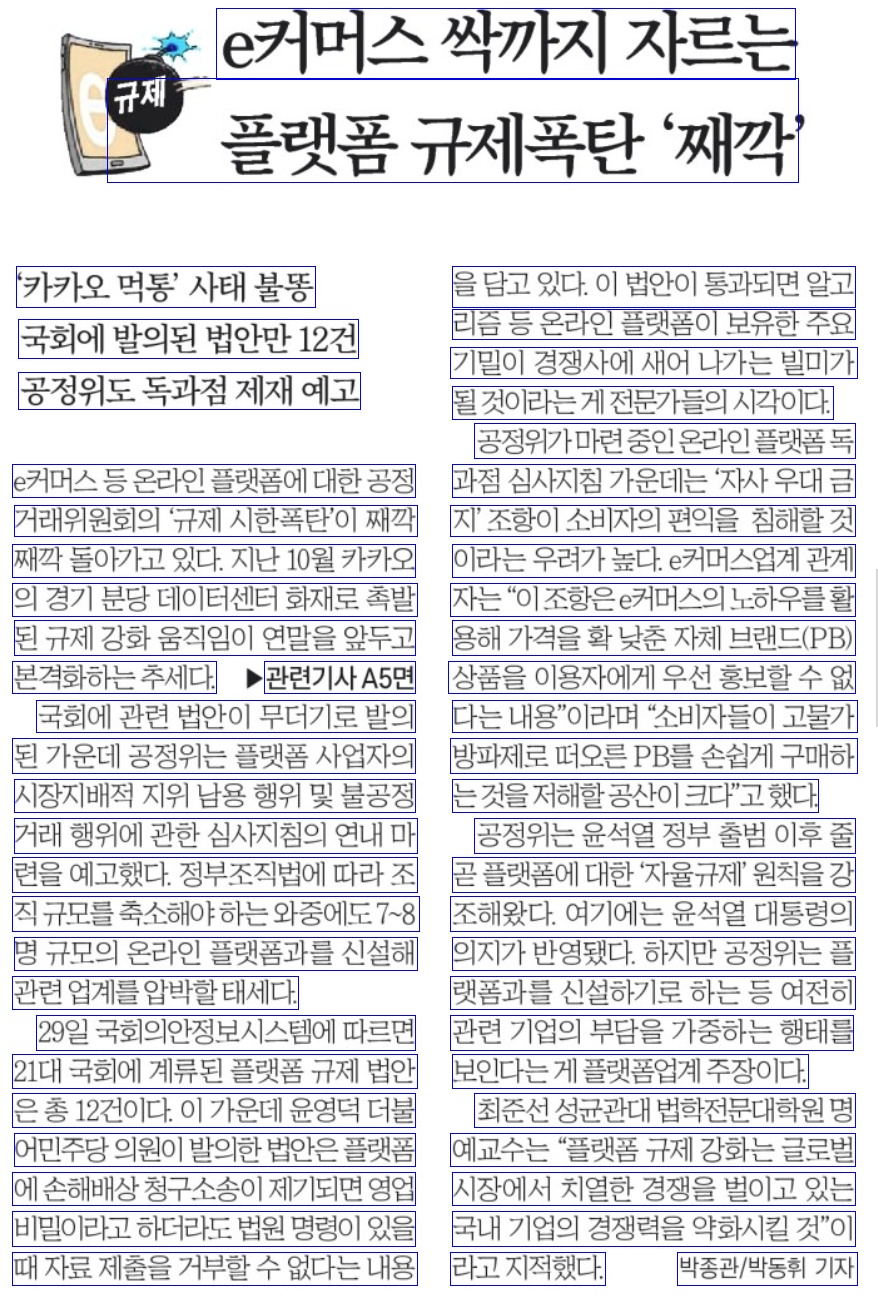 e커머스 싹까지 자르는
규제
플랫폼 규제폭탄 ‘째깍’
‘카카오 먹통’ 사태 불똥
국회에 발의된 법안만 12건
공정위도 독과점 제재 예고
e커머스 등 온라인 플랫폼에 대한 공정
거래위원회의 ‘규제 시한폭탄’이 째깍
째깍 돌아가고 있다. 지난 10월 카카오
의 경기 분당 데이터센터 화재로 촉발
된 규제 강화 움직임이 연말을 앞두고
본격화하는 추세다. ▶관련기사 A5면
국회에 관련 법안이 무더기로 발의
된 가운데 공정위는 플랫폼 사업자의
시장지배적 지위 남용 행위 및 불공정
거래 행위에 관한 심사지침의 연내 마
련을 예고했다. 정부조직법에 따라 조
직 규모를 축소해야 하는 와중에도 7~8
명 규모의 온라인 플랫폼과를 신설해
관련 업계를 압박할 태세다.
29일 국회의안정보시스템에 따르면
21대 국회에 계류된 플랫폼 규제 법안
은 총 12건이다. 이 가운데 윤영덕 더불
어민주당 의원이 발의한 법안은 플랫폼
에 손해배상 청구소송이 제기되면 영업
비밀이라고 하더라도 법원 명령이 있을
때 자료 제출을 거부할 수 없다는 내용
을 담고 있다. 이 법안이 통과되면 알고
리즘 등 온라인 플랫폼이 보유한 주요
기밀이 경쟁사에 새어 나가는 빌미가
될 것이라는 게 전문가들의 시각이다.
공정위가 마련 중인 온라인 플랫폼 독
과점 심사지침 가운데는 ‘자사 우대 금
지’ 조항이 소비자의 편익을 침해할 것
이라는 우려가 높다. e커머스업계 관계
자는 “이 조항은 e커머스의 노하우를 활
용해 가격을 확 낮춘 자체 브랜드(PB)
상품을 이용자에게 우선 홍보할 수 없
다는 내용”이라며 “소비자들이 고물가
방파제로 떠오른 PB를 손쉽게 구매하
는 것을 저해할 공산이 크다”고 했다.
공정위는 윤석열 정부 출범 이후 줄
곧 플랫폼에 대한 ‘자율규제’ 원칙을 강
조해왔다. 여기에는 윤석열 대통령의
의지가 반영됐다. 하지만 공정위는 플
랫폼과를 신설하기로 하는 등 여전히
관련 기업의 부담을 가중하는 행태를
보인다는 게 플랫폼업계 주장이다.
최준선 성균관대 법학전문대학원 명
예교수는 “플랫폼 규제 강화는 글로벌
시장에서 치열한 경쟁을 벌이고 있는
국내 기업의 경쟁력을 약화시킬 것”이
라고 지적했다. 박종관/박동휘 기자